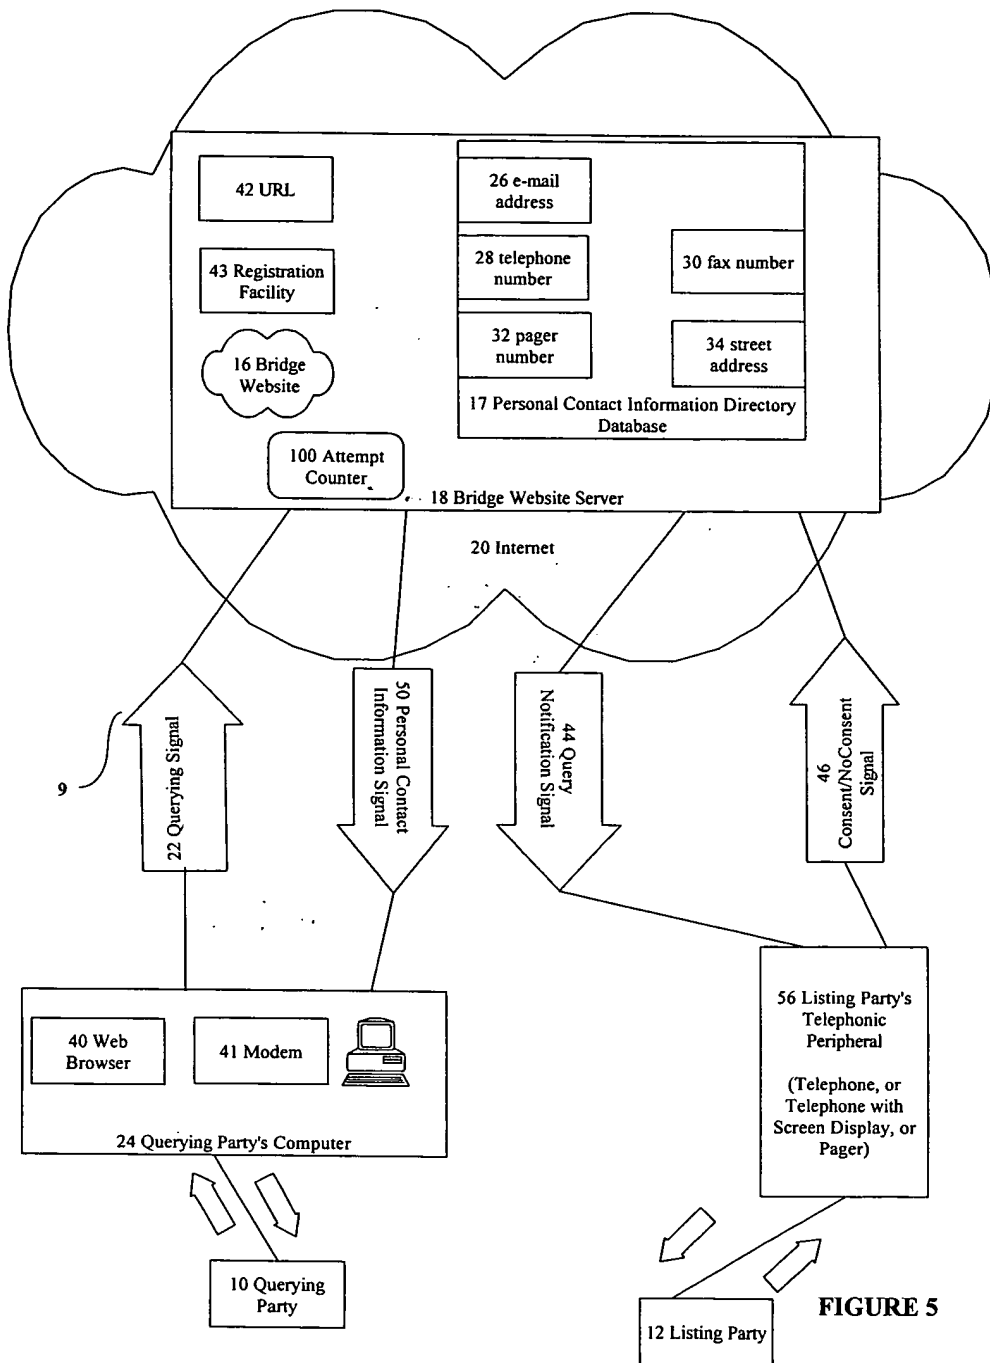 42 URL
26 e-mail
address
43 Registration
Facility
28 telephone
number
30 fax number
16 Bridge
Website
32 pager
number
34 street
address
17 Personal Contact Information Directory
Database
100 Attempt
Counter
18 Bridge Website Server
20 Internet
9
22 Querying Signal
50 Personal Contact
Information Signal
44 Query
Notification Signal
46
Consent/NoConsent
Signal
40 Web
Browser
41 Modem
24 Querying Party's Computer
56 Listing Party's
Telephonic
Peripheral
(Telephone, or
Telephone with
Screen Display, or
Pager)
10 Querying
Party
12 Listing Party
FIGURE 5